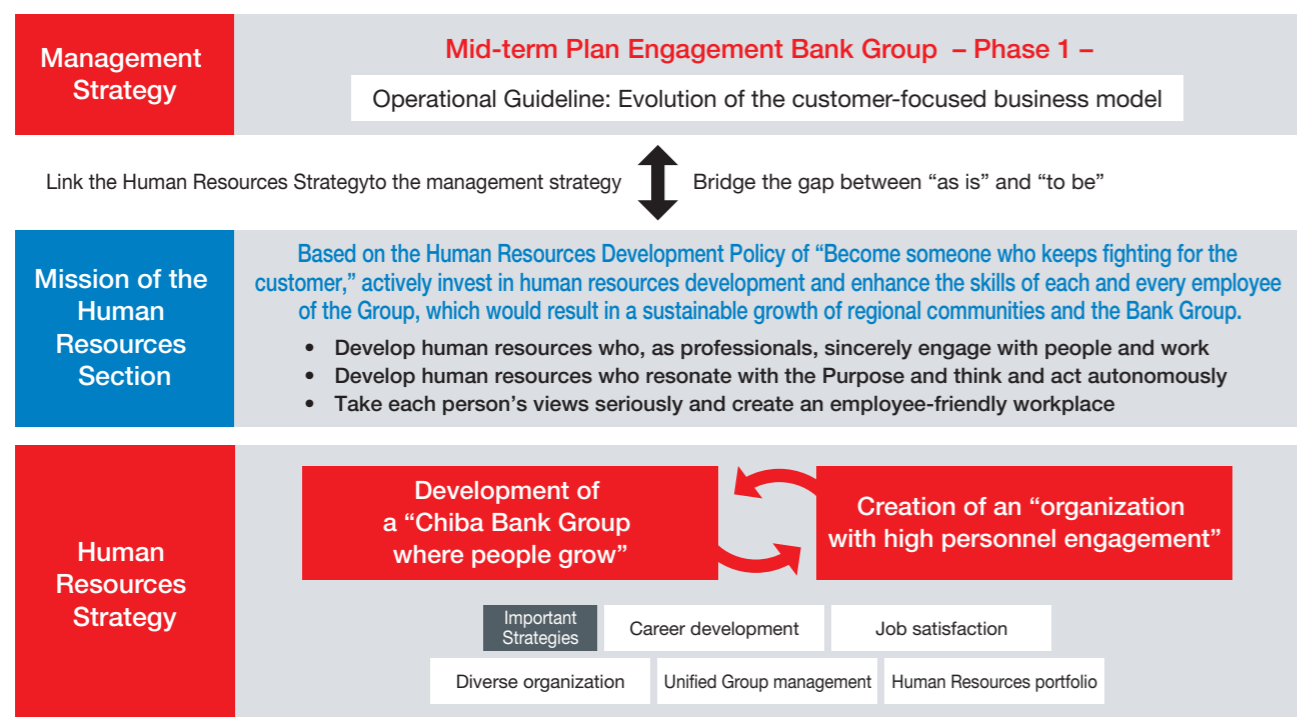 Management
Strategy
Mid-term Plan Engagement Bank Group – Phase 1 –
Operational Guideline: Evolution of the customer-focused business model
Link the Human Resources Strategyto the management strategy
Bridge the gap between “as is” and “to be”
Mission of the
Human
Resources
Section
Based on the Human Resources Development Policy of “Become someone who keeps fighting for the
customer,” actively invest in human resources development and enhance the skills of each and every employee
of the Group, which would result in a sustainable growth of regional communities and the Bank Group.
• Develop human resources who, as professionals, sincerely engage with people and work
• Develop human resources who resonate with the Purpose and think and act autonomously
• Take each person’s views seriously and create an employee-friendly workplace
Human
Resources
Strategy
Development of
a “Chiba Bank Group
where people grow”
Creation of an “organization
with high personnel engagement”
Important
Strategies
Career development
Job satisfaction
Diverse organization
Unified Group management
Human Resources portfolio